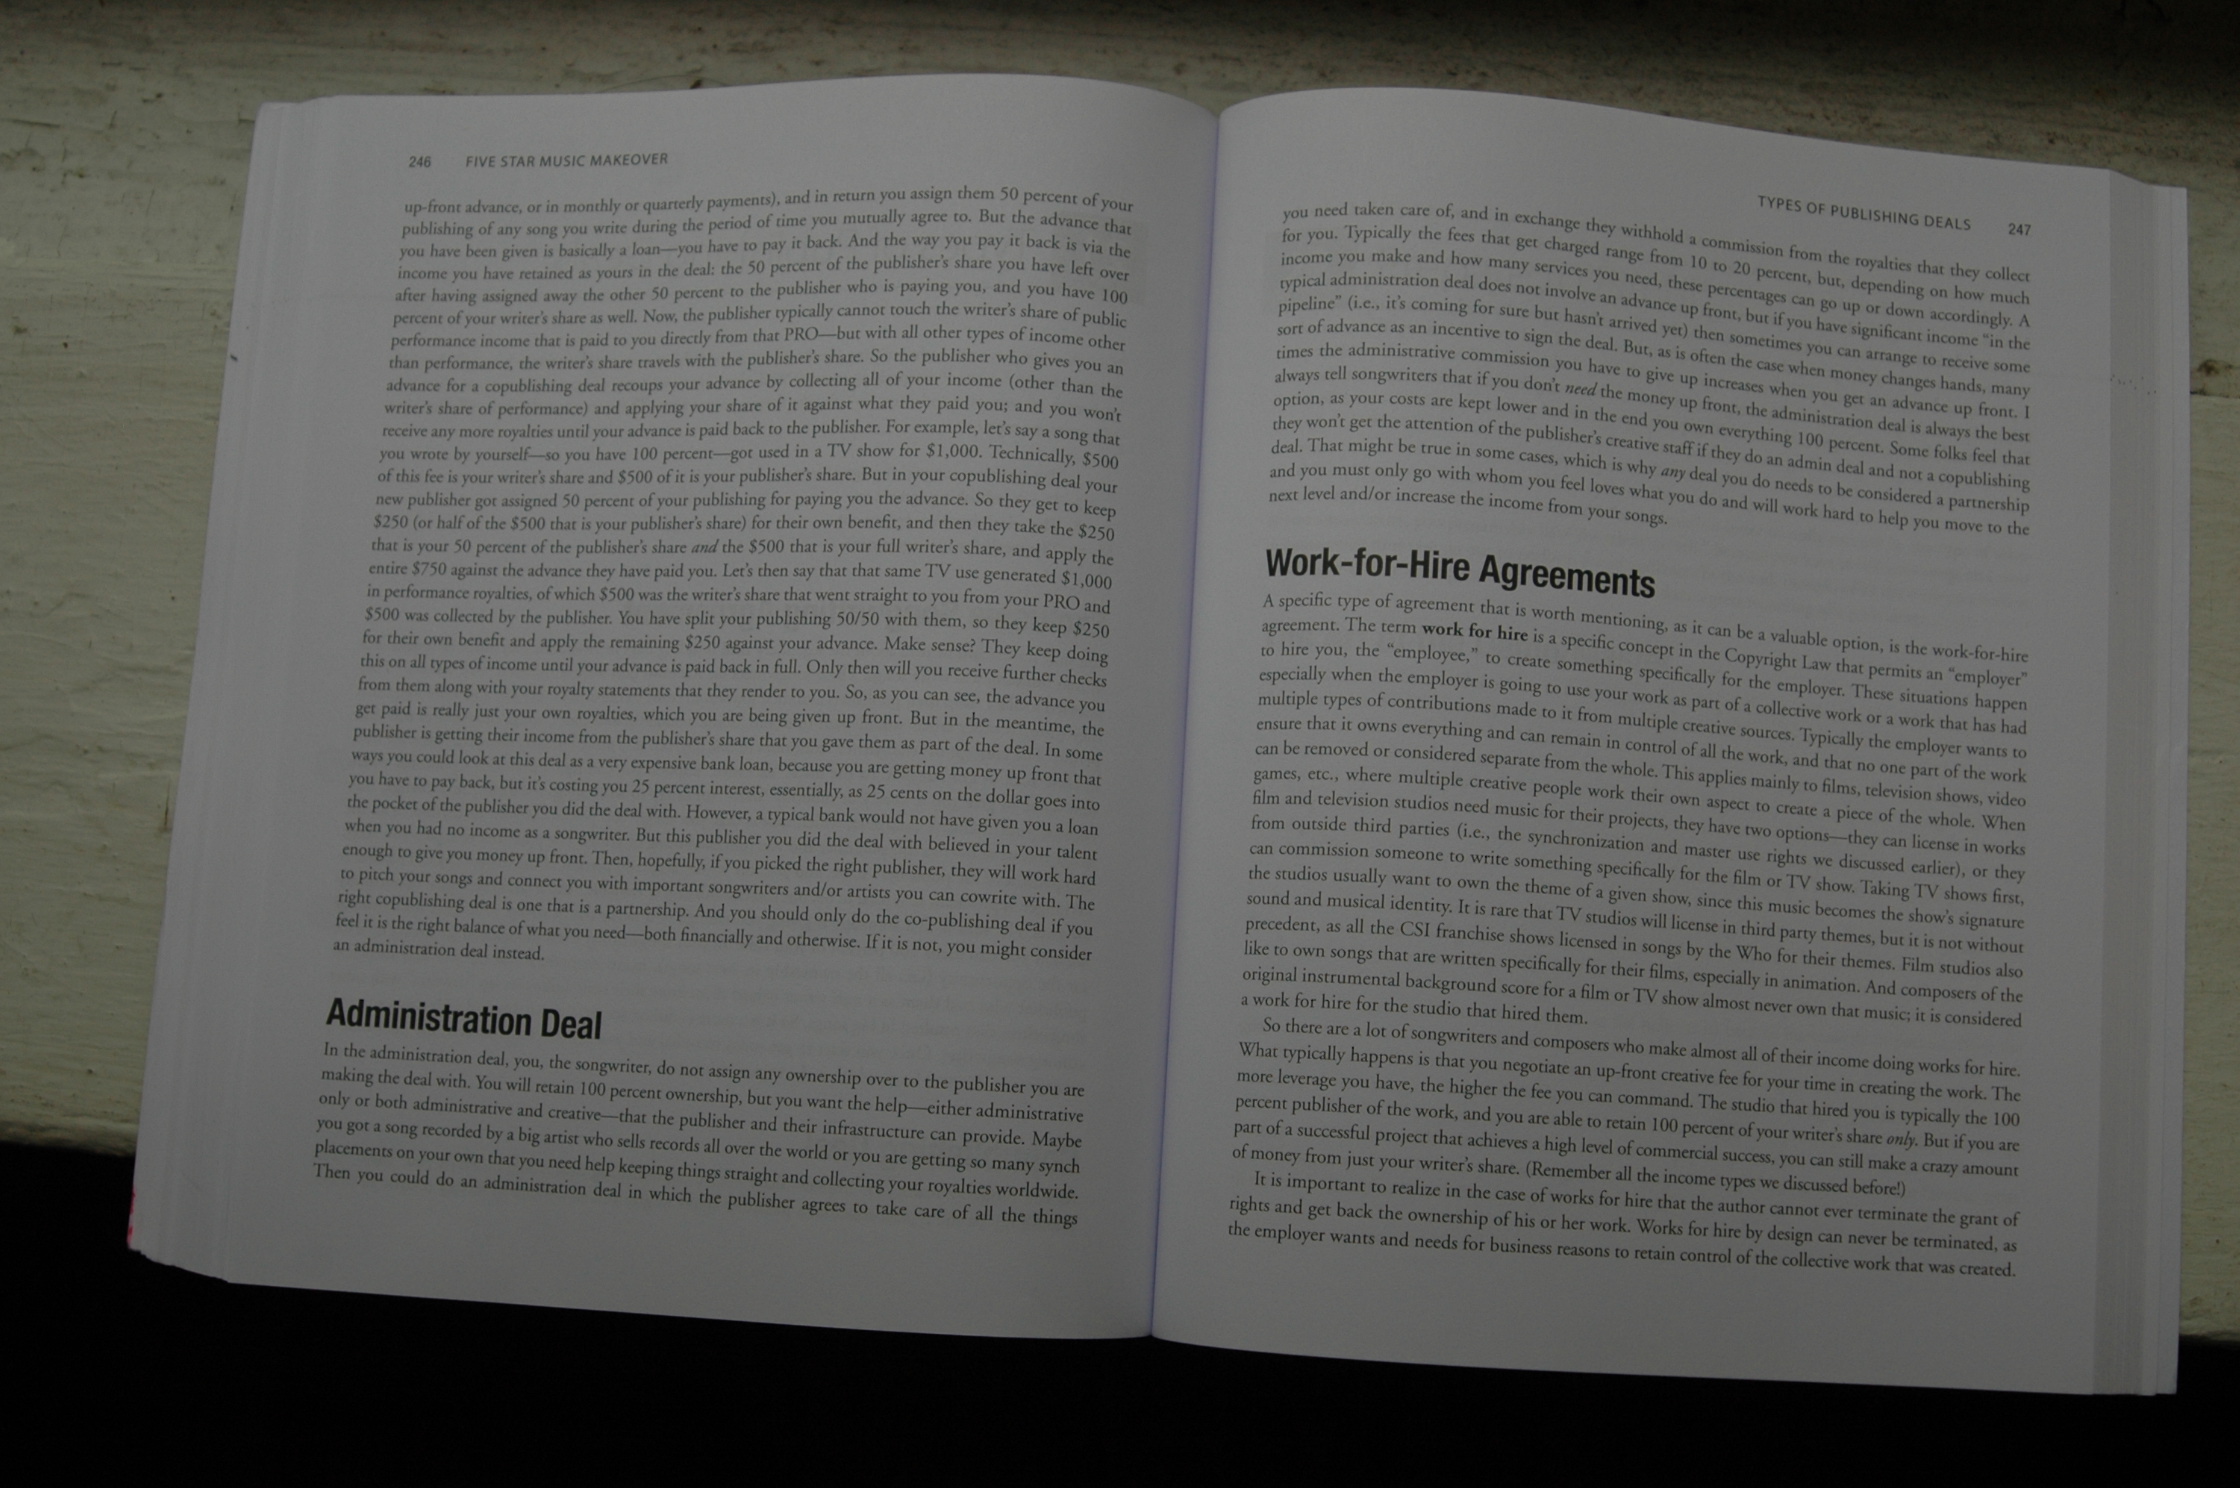 246 FIVE STAR MUSIC MAKEOVER
up-front advance, or in monthly or quarterly payments), and in return you assign them 50 percent of your
publishing of any song you write during the period of time you mutually agree to. But the advance that
you have been given is basically a loan—you have to pay it back. And the way you pay it back is via the
income you have retained as yours in the deal: the 50 percent of the publisher's share you have left over
after having assigned away the other 50 percent to the publisher who is paying you, and you have 100
percent of your writer's share as well. Now, the publisher typically cannot touch the writer's share of public
performance income that is paid to you directly from that PRO—but with all other types of income other
than performance, the writer's share travels with the publisher's share. So the publisher who gives you an
advance for a copublishing deal recoups your advance by collecting all of your income (other than the
writer's share of performance) and applying your share of it against what they paid you; and you won't
receive any more royalties until your advance is paid back to the publisher. For example, let's say a song that
you wrote by yourself—so you have 100 percent—got used in a TV show for $1,000. Technically, $500
of this fee is your writer's share and $500 of it is your publisher's share. But in your copublishing deal your
new publisher got assigned 50 percent of your publishing for paying you the advance. So they get to keep
$250 (or half of the $500 that is your publisher's share) for their own benefit, and then they take the $250
that is your 50 percent of the publisher's share and the $500 that is your full writer's share, and apply the
entire $750 against the advance they have paid you. Let's then say that that same TV use generated $1,000
in performance royalties, of which $500 was the writer's share that went straight to you from your PRO and
$500 was collected by the publisher. You have split your publishing 50/50 with them, so they keep $250
for their own benefit and apply the remaining $250 against your advance. Make sense? They keep doing
this on all types of income until your advance is paid back in full. Only then will you receive further checks
from them along with your royalty statements that they render to you. So, as you can see, the advance you
get paid is really just your own royalties, which you are being given up front. But in the meantime, the
publisher is getting their income from the publisher's share that you gave them as part of the deal. In some
ways you could look at this deal as a very expensive bank loan, because you are getting money up front that
you have to pay back, but it's costing you 25 percent interest, essentially, as 25 cents on the dollar goes into
the pocket of the publisher you did the deal with. However, a typical bank would not have given you a loan
when you had no income as a songwriter. But this publisher you did the deal with believed in your talent
enough to give you money up front. Then, hopefully, if you picked the right publisher, they will work hard
to pitch your songs and connect you with important songwriters and/or artists you can cowrite with. The
right copublishing deal is one that is a partnership. And you should only do the co-publishing deal if you
feel it is the right balance of what you need—both financially and otherwise. If it is not, you might consider
an administration deal instead.
Administration Deal
In the administration deal, you, the songwriter, do not assign any ownership over to the publisher you are
making the deal with. You will retain 100 percent ownership, but you want the help—either administrative
only or both administrative and creative—that the publisher and their infrastructure can provide. Maybe
you got a song recorded by a big artist who sells records all over the world or you are getting so many synch
placements on your own that you need help keeping things straight and collecting your royalties worldwide.
Then you could do an administration deal in which the publisher agrees to take care of all the things
TYPES OF PUBLISHING DEALS 247
you need taken care of, and in exchange they withhold a commission from the royalties that they collect
for you. Typically the fees that get charged range from 10 to 20 percent, but, depending on how much
income you make and how many services you need, these percentages can go up or down accordingly. A
typical administration deal does not involve an advance up front, but if you have significant income "in the
pipeline" (i.e., it's coming for sure but hasn't arrived yet) then sometimes you can arrange to receive some
sort of advance as an incentive to sign the deal. But, as is often the case when money changes hands, many
times the administrative commission you have to give up increases when you get an advance up front. I
always tell songwriters that if you don't need the money up front, the administration deal is always the best
option, as your costs are kept lower and in the end you own everything 100 percent. Some folks feel that
they won't get the attention of the publisher's creative staff if they do an admin deal and not a copublishing
deal. That might be true in some cases, which is why any deal you do needs to be considered a partnership
and you must only go with whom you feel loves what you do and will work hard to help you move to the
next level and/or increase the income from your songs.
Work-for-Hire Agreements
A specific type of agreement that is worth mentioning, as it can be a valuable option, is the work-for-hire
agreement. The term work for hire is a specific concept in the Copyright Law that permits an "employer"
to hire you, the "employee," to create something specifically for the employer. These situations happen
especially when the employer is going to use your work as part of a collective work or a work that has had
multiple types of contributions made to it from multiple creative sources. Typically the employer wants to
ensure that it owns everything and can remain in control of all the work, and that no one part of the work
can be removed or considered separate from the whole. This applies mainly to films, television shows, video
games, etc., where multiple creative people work their own aspect to create a piece of the whole. When
film and television studios need music for their projects, they have two options—they can license in works
from outside third parties (i.e., the synchronization and master use rights we discussed earlier), or they
can commission someone to write something specifically for the film or TV show. Taking TV shows first,
the studios usually want to own the theme of a given show, since this music becomes the show's signature
sound and musical identity. It is rare that TV studios will license in third party themes, but it is not without
precedent, as all the CSI franchise shows licensed in songs by the Who for their themes. Film studios also
like to own songs that are written specifically for their films, especially in animation. And composers of the
original instrumental background score for a film or TV show almost never own that music; it is considered
a work for hire for the studio that hired them.
So there are a lot of songwriters and composers who make almost all of their income doing works for hire.
What typically happens is that you negotiate an up-front creative fee for your time in creating the work. The
more leverage you have, the higher the fee you can command. The studio that hired you is typically the 100
percent publisher of the work, and you are able to retain 100 percent of your writer's share only. But if you are
part of a successful project that achieves a high level of commercial success, you can still make a crazy amount
of money from just your writer's share. (Remember all the income types we discussed before!)
It is important to realize in the case of works for hire that the author cannot ever terminate the grant of
rights and get back the ownership of his or her work. Works for hire by design can never be terminated, as
the employer wants and needs for business reasons to retain control of the collective work that was created.